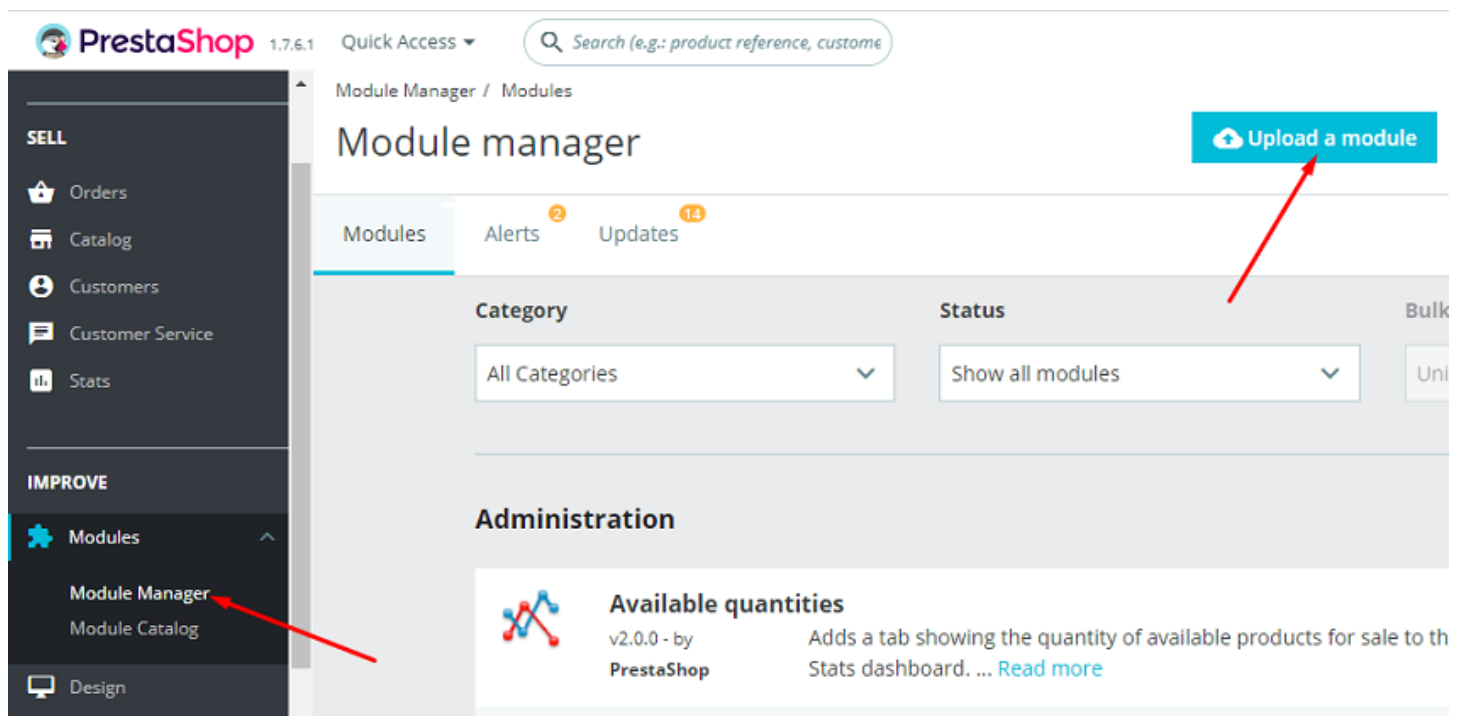 PrestaShop 1.7.6.1 Quick Access Search (e.g.: product reference, custome
Module Manager / Modules
Module manager
Upload a module
Modules Alerts 2 Updates 14
SELL
Orders
Catalog
Customers
Customer Service
Stats
IMPROVE
Modules
Module Manager
Module Catalog
Design
Category Status Bulk
All Categories Show all modules Uni
Administration
Available quantities
v2.0.0 - by Adds a tab showing the quantity of available products for sale to th
PrestaShop Stats dashboard. ... Read more